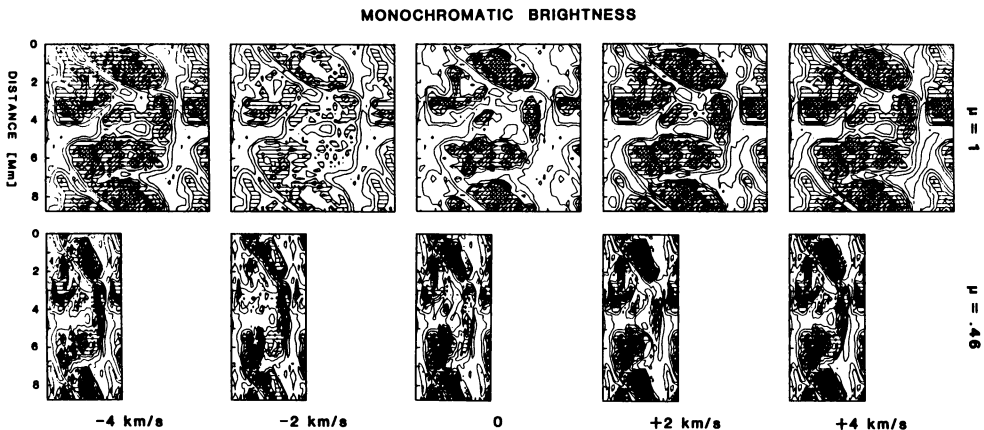 MONOCHROMATIC BRIGHTNESS
0
2
4
6
8
DISTANCE [Mm]
μ = 1
0
2
4
6
8
μ = .46
-4 km/s -2 km/s 0 +2 km/s +4 km/s